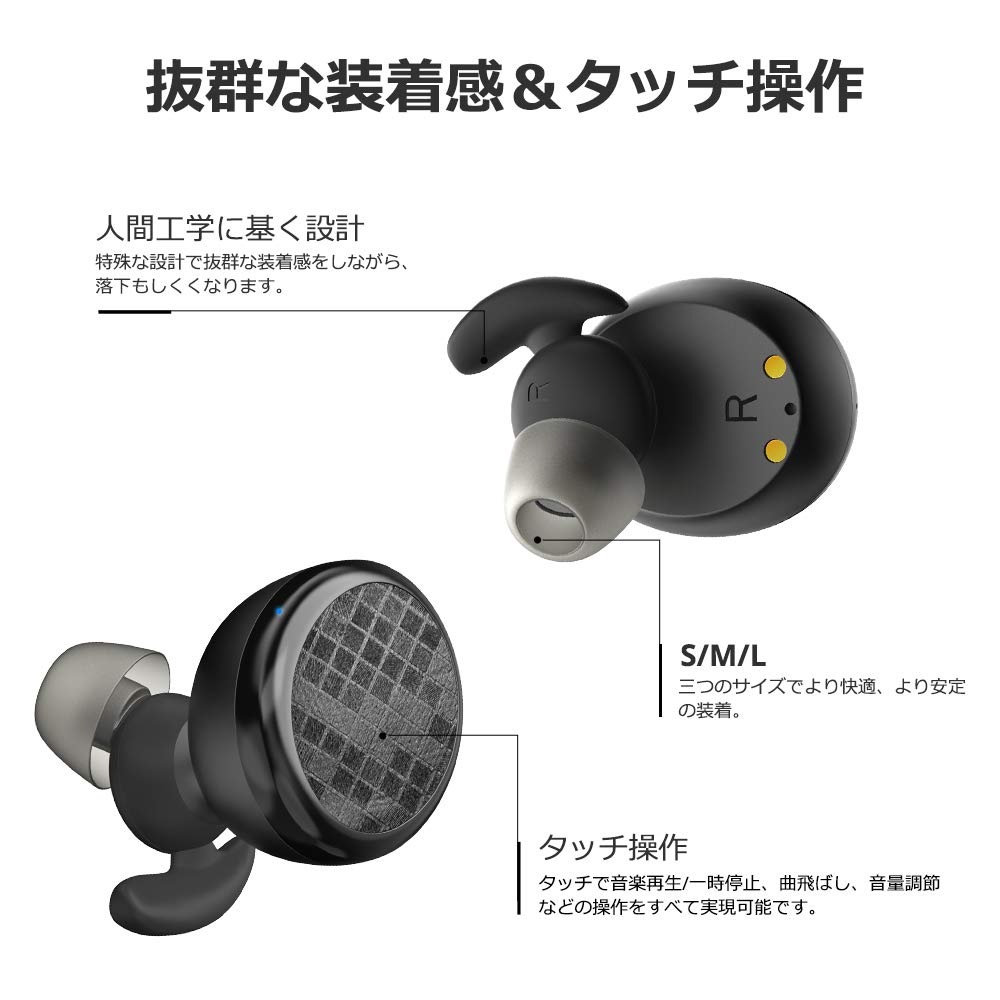 抜群な装着感&タッチ操作
人間工学に基く設計
特殊な設計で抜群な装着感をしながら、
落下もしくくなります。
R
R
S/M/L
三つのサイズでより快適、より安定
の装着。
タッチ操作
タッチで音楽再生/一時停止、曲飛ばし、音量調節
などの操作をすべて実現可能です。